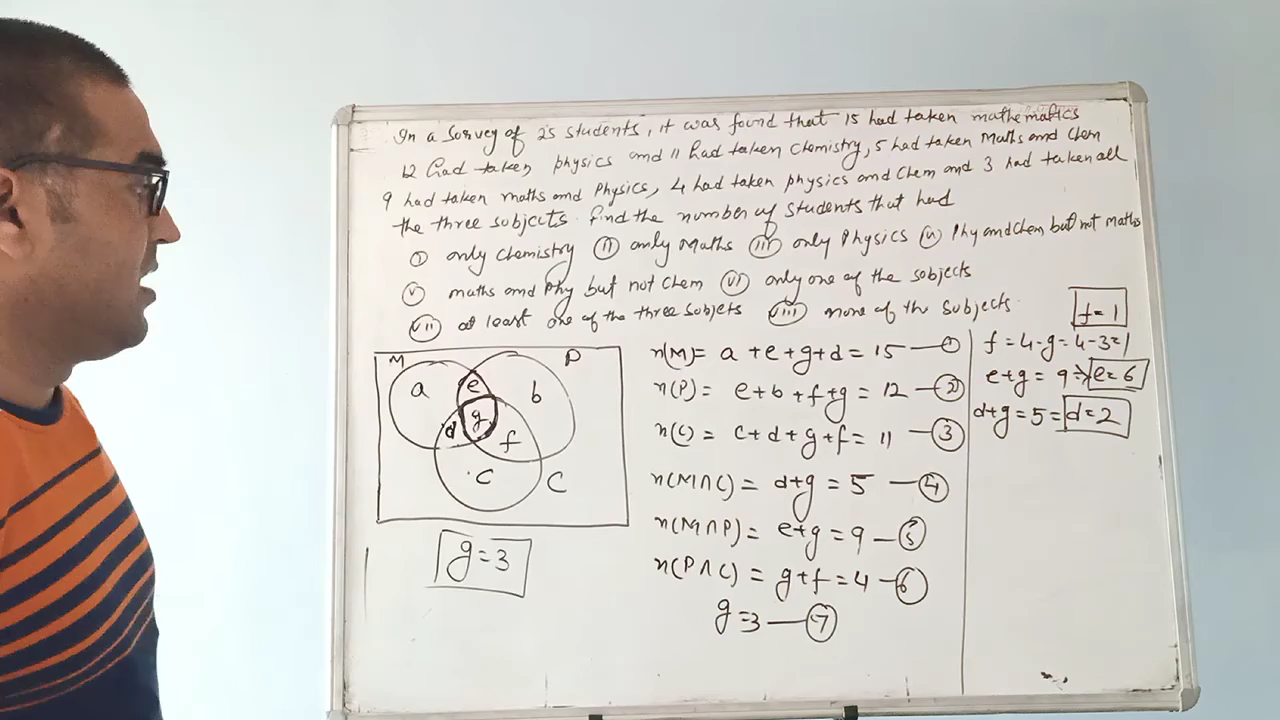 In a sorvey of 25 students, it was found that 15 had taken mathematics
12 had taken physics and 11 had taken chemistry, 5 had taken Maths and Chem
9 had taken maths and Physics, 4 had taken physics and Chem and 3 had taken all
the three subjects. find the number of students that had
(i) only chemistry (ii) only Maths (iii) only Physics (iv) Phy and Chem but not maths
(v) maths and Phy but not Chem (vi) only one of the sobjects
(vii) at least one of the three Subjets (viii) none of the Subjects.
M
P
a
e
b
g
d
f
c
C
g=3
n(M)= a+e+g+d=15 —①
n(P)= e+b+f+g= 12 —②
n(C)= c+d+g+f= 11 —③
n(M∩C)= d+g=5 —④
n(M∩P)= e+g=9 —⑤
n(P∩C)= g+f=4 —⑥
g=3 —⑦
f=1
f=4-g=4-3=1
e+g=9⇒e=6
d+g=5=d=2